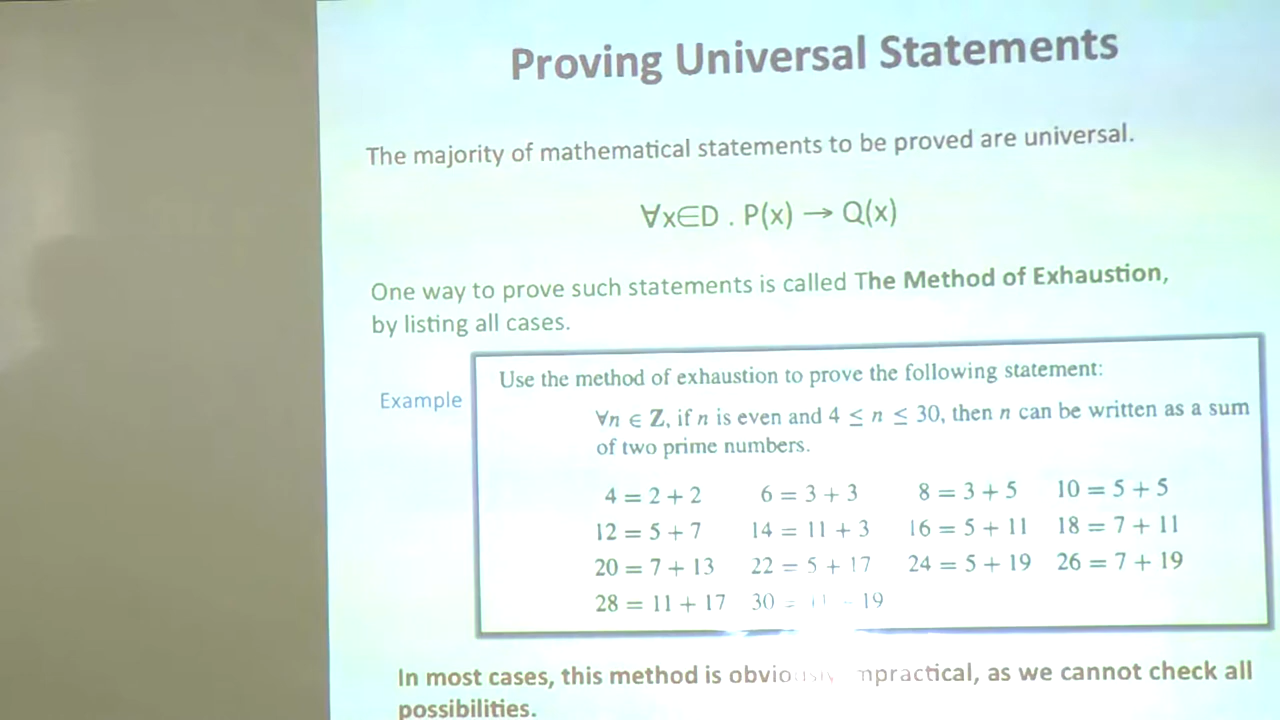 Proving Universal Statements
The majority of mathematical statements to be proved are universal.
∀x∈D . P(x) → Q(x)
One way to prove such statements is called The Method of Exhaustion,
by listing all cases.
Example
Use the method of exhaustion to prove the following statement:
∀n ∈ Z, if n is even and 4 ≤ n ≤ 30, then n can be written as a sum
of two prime numbers.
4 = 2 + 2 6 = 3 + 3 8 = 3 + 5 10 = 5 + 5
12 = 5 + 7 14 = 11 + 3 16 = 5 + 11 18 = 7 + 11
20 = 7 + 13 22 = 5 + 17 24 = 5 + 19 26 = 7 + 19
28 = 11 + 17 30 = 19
In most cases, this method is as we cannot check all
possibilities.